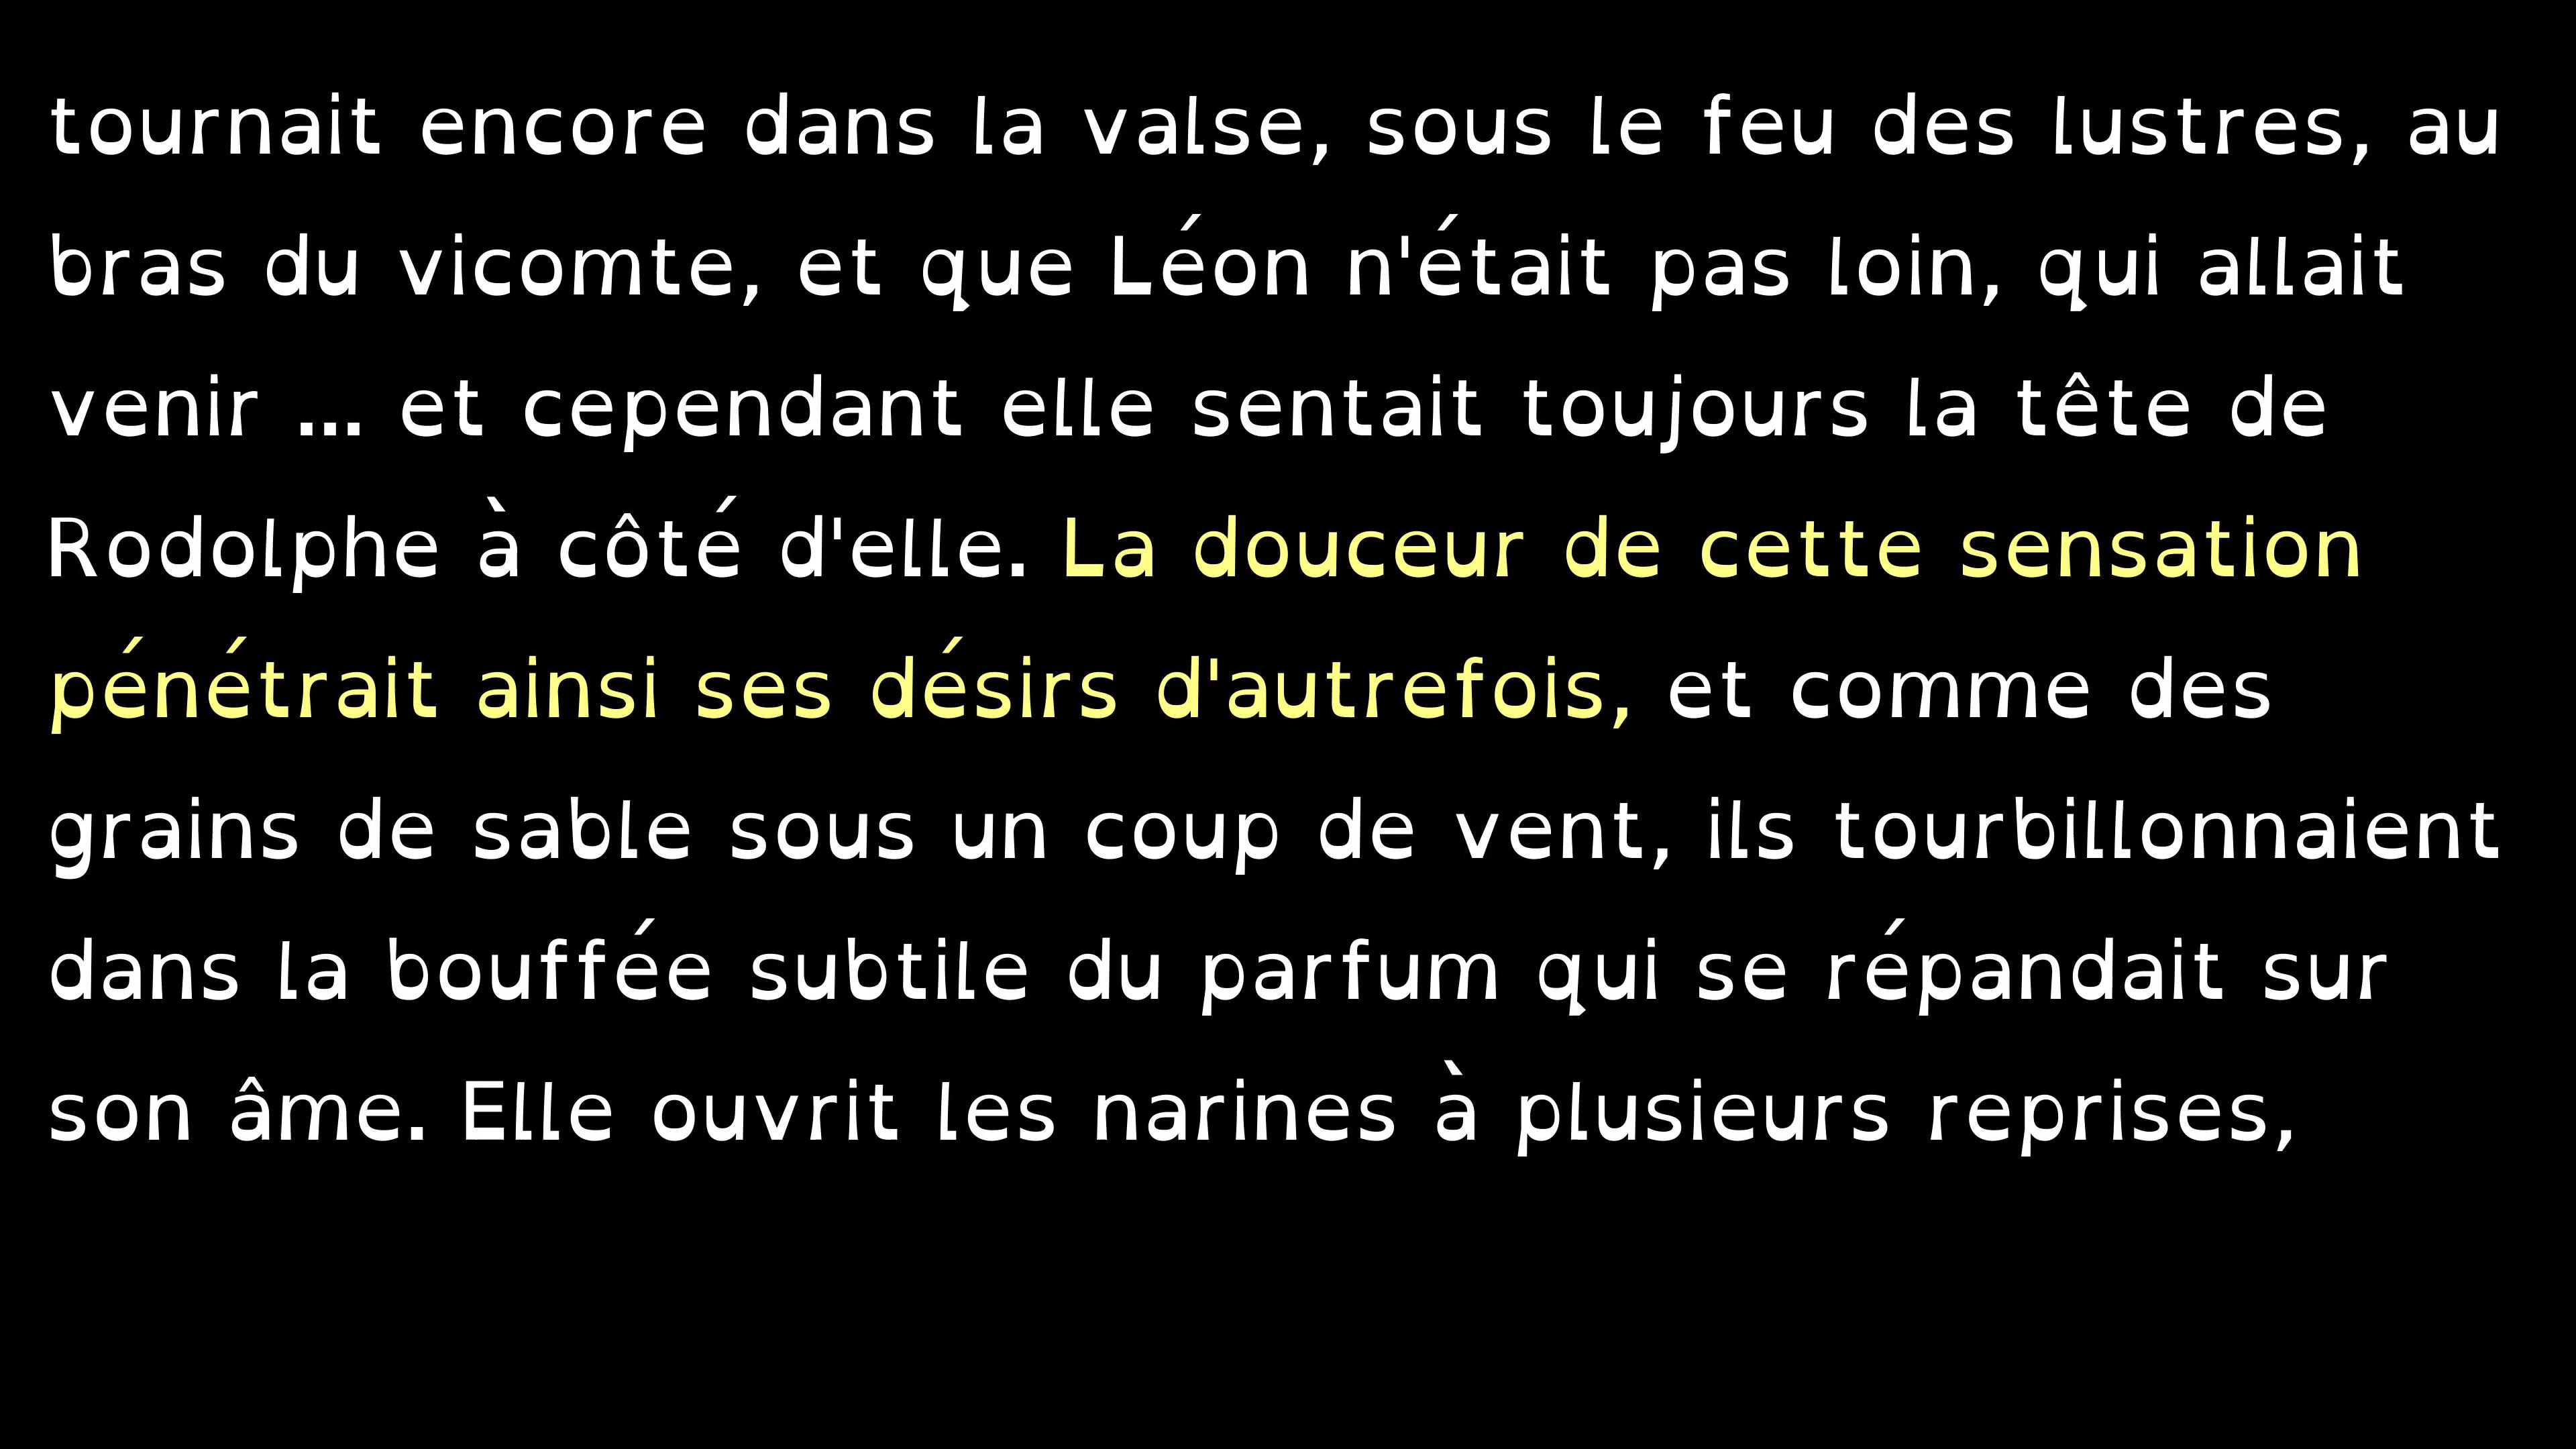 tournait encore dans la valse, sous le feu des lustres, au
bras du vicomte, et que Léon n'était pas loin, qui allait
venir ... et cependant elle sentait toujours la tête de
Rodolphe à côté d'elle. La douceur de cette sensation
pénétrait ainsi ses désirs d'autrefois, et comme des
grains de sable sous un coup de vent, ils tourbillonnaient
dans la bouffée subtile du parfum qui se répandait sur
son âme. Elle ouvrit les narines à plusieurs reprises,